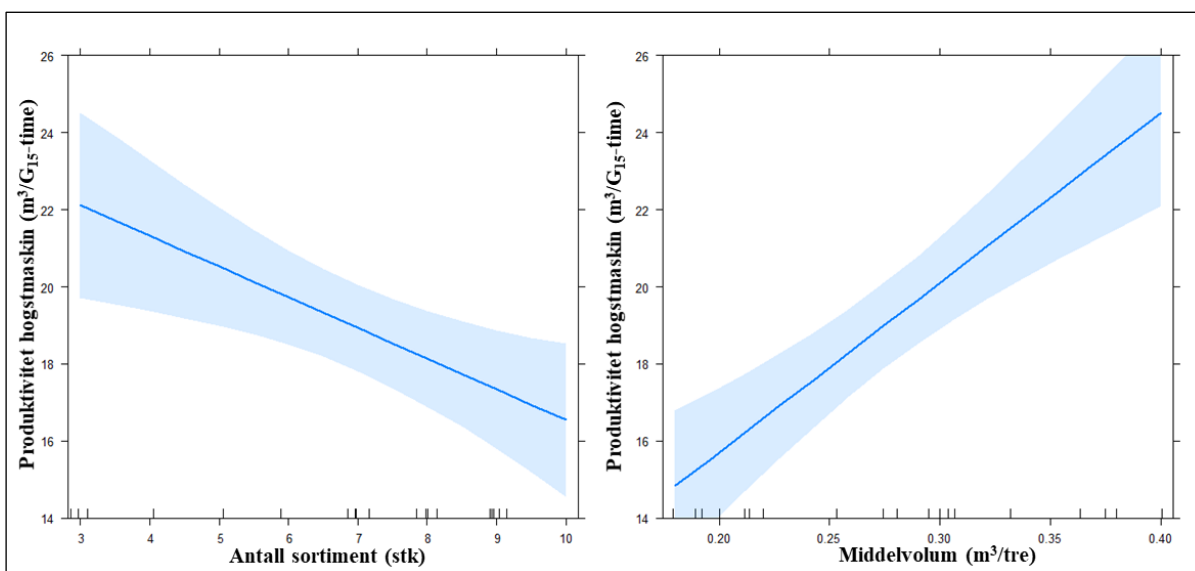 Produktivitet hogstmaskin (m³/G₁₅-time)
26
24
22
20
18
16
14
3 4 5 6 7 8 9 10
Antall sortiment (stk)
Produktivitet hogstmaskin (m³/G₁₅-time)
26
24
22
20
18
16
14
0.20 0.25 0.30 0.35 0.40
Middelvolum (m³/tre)